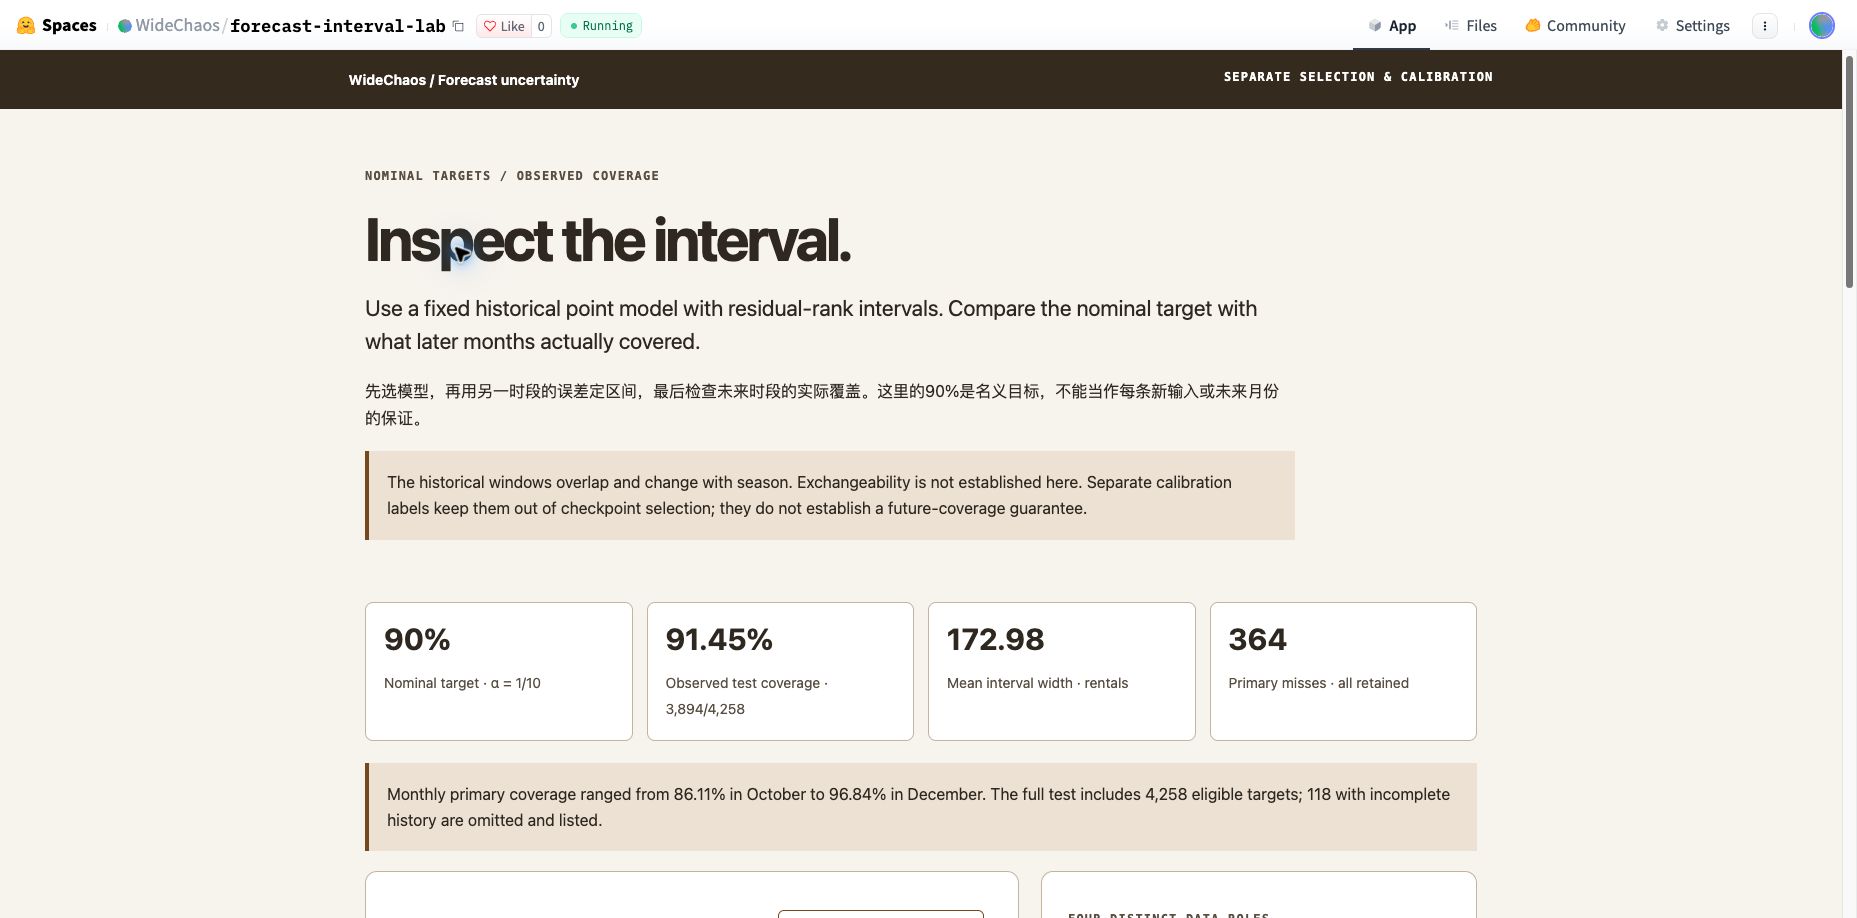 Spaces
WideChaos/forecast-interval-lab
Like 0
Running
App
Files
Community
Settings
WideChaos / Forecast uncertainty
SEPARATE SELECTION & CALIBRATION
NOMINAL TARGETS / OBSERVED COVERAGE
Inspect the interval.
Use a fixed historical point model with residual-rank intervals. Compare the nominal target with
what later months actually covered.
先选模型，再用另一时段的误差定区间，最后检查未来时段的实际覆盖。这里的90%是名义目标，不能当作每条新输入或未来月份
的保证。
The historical windows overlap and change with season. Exchangeability is not established here. Separate calibration
labels keep them out of checkpoint selection; they do not establish a future-coverage guarantee.
90%
Nominal target · α = 1/10
91.45%
Observed test coverage ·
3,894/4,258
172.98
Mean interval width · rentals
364
Primary misses · all retained
Monthly primary coverage ranged from 86.11% in October to 96.84% in December. The full test includes 4,258 eligible targets; 118 with incomplete
history are omitted and listed.
FOUR DISTINCT DATA ROLES